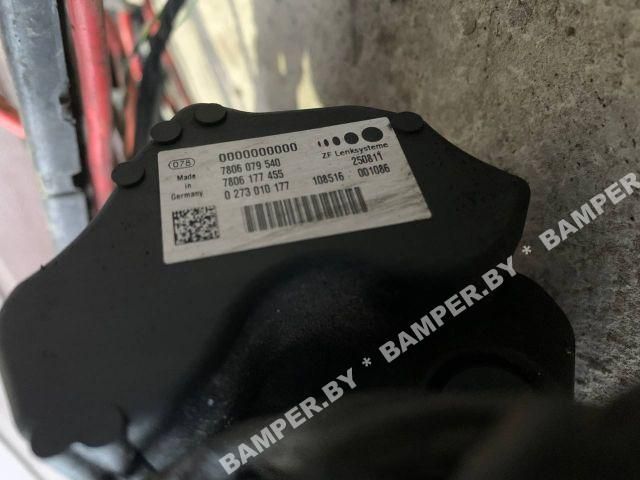 078
0000000000
ZF Lenksysteme
7806 079 540
250811
Made in Germany
7806 177 455
108516 001086
0 273 010 177
BAMPER.BY * BAMPER.BY * BAMPER.BY * BAMPER.BY